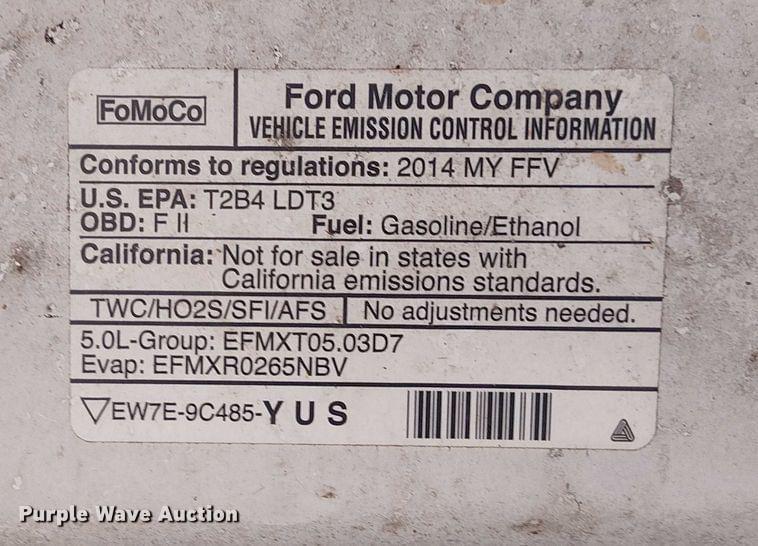 FoMoCo
Ford Motor Company
VEHICLE EMISSION CONTROL INFORMATION
Conforms to regulations: 2014 MY FFV
U.S. EPA: T2B4 LDT3
OBD: F II Fuel: Gasoline/Ethanol
California: Not for sale in states with
California emissions standards.
TWC/HO2S/SFI/AFS No adjustments needed.
5.0L-Group: EFMXT05.03D7
Evap: EFMXR0265NBV
EW7E-9C485-Y U S
Purple Wave Auction